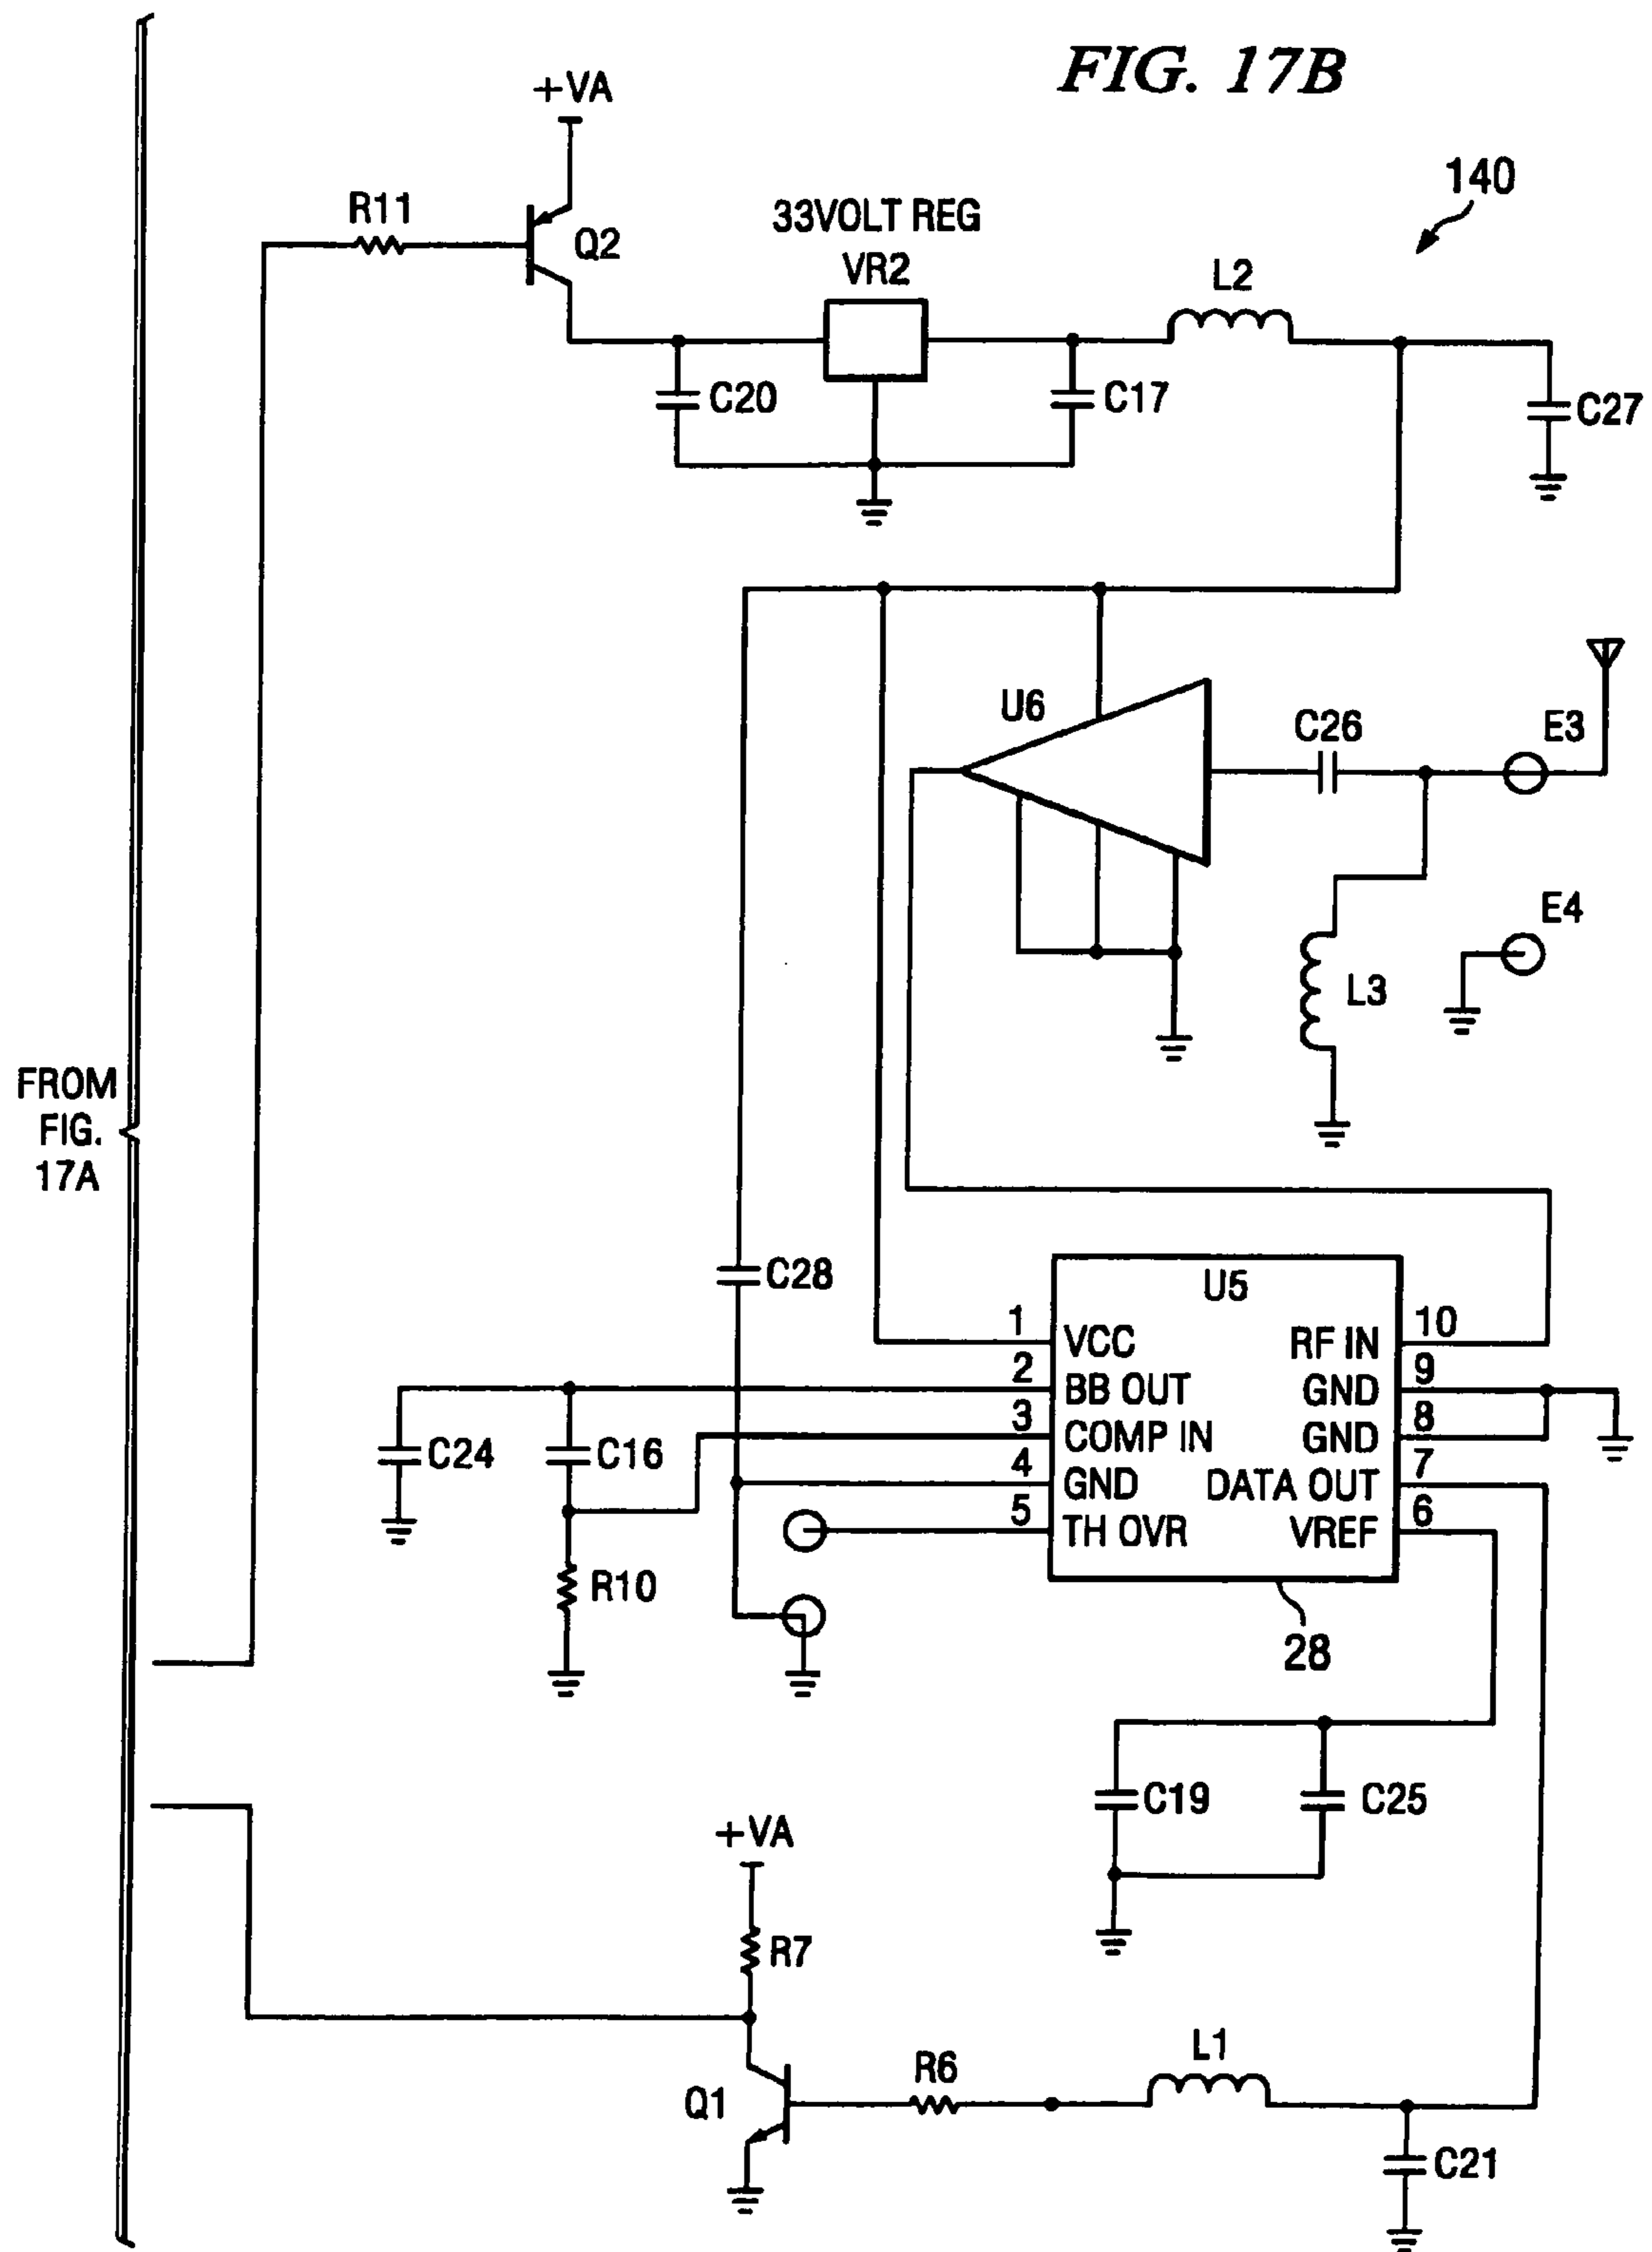 FIG. 17B
+VA
140
R11
Q2
33VOLT REG
VR2
L2
C20
C17
C27
U6
C26
E3
E4
L3
FROM
FIG.
17A
C28
U5
1
VCC
RF IN
10
2
BB OUT
GND
9
3
COMP IN
GND
8
4
GND
DATA OUT
7
5
TH OVR
VREF
6
C24
C16
R10
28
C19
C25
+VA
R7
L1
R6
Q1
C21